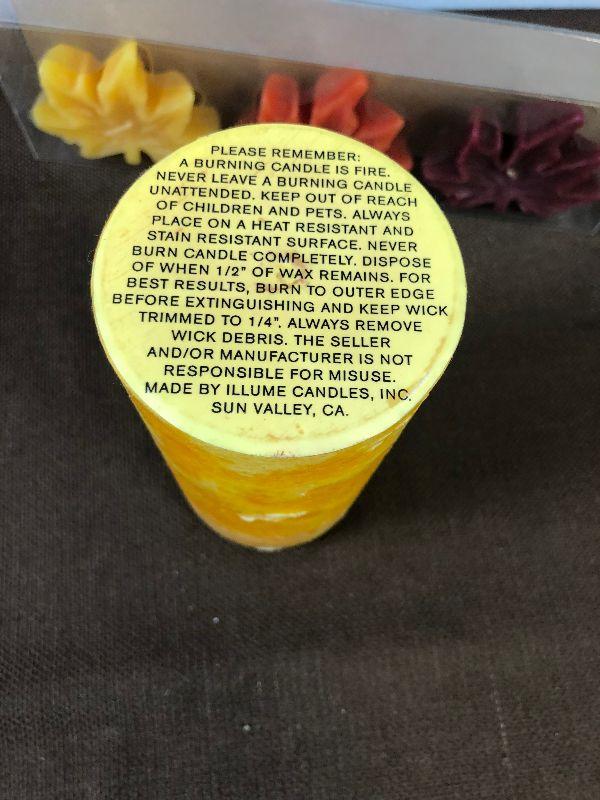 PLEASE REMEMBER:
A BURNING CANDLE IS FIRE.
NEVER LEAVE A BURNING CANDLE
UNATTENDED. KEEP OUT OF REACH
OF CHILDREN AND PETS. ALWAYS
PLACE ON A HEAT RESISTANT AND
STAIN RESISTANT SURFACE. NEVER
BURN CANDLE COMPLETELY. DISPOSE
OF WHEN 1/2" OF WAX REMAINS. FOR
BEST RESULTS, BURN TO OUTER EDGE
BEFORE EXTINGUISHING AND KEEP WICK
TRIMMED TO 1/4". ALWAYS REMOVE
WICK DEBRIS. THE SELLER
AND/OR MANUFACTURER IS NOT
RESPONSIBLE FOR MISUSE.
MADE BY ILLUME CANDLES, INC.
SUN VALLEY, CA.